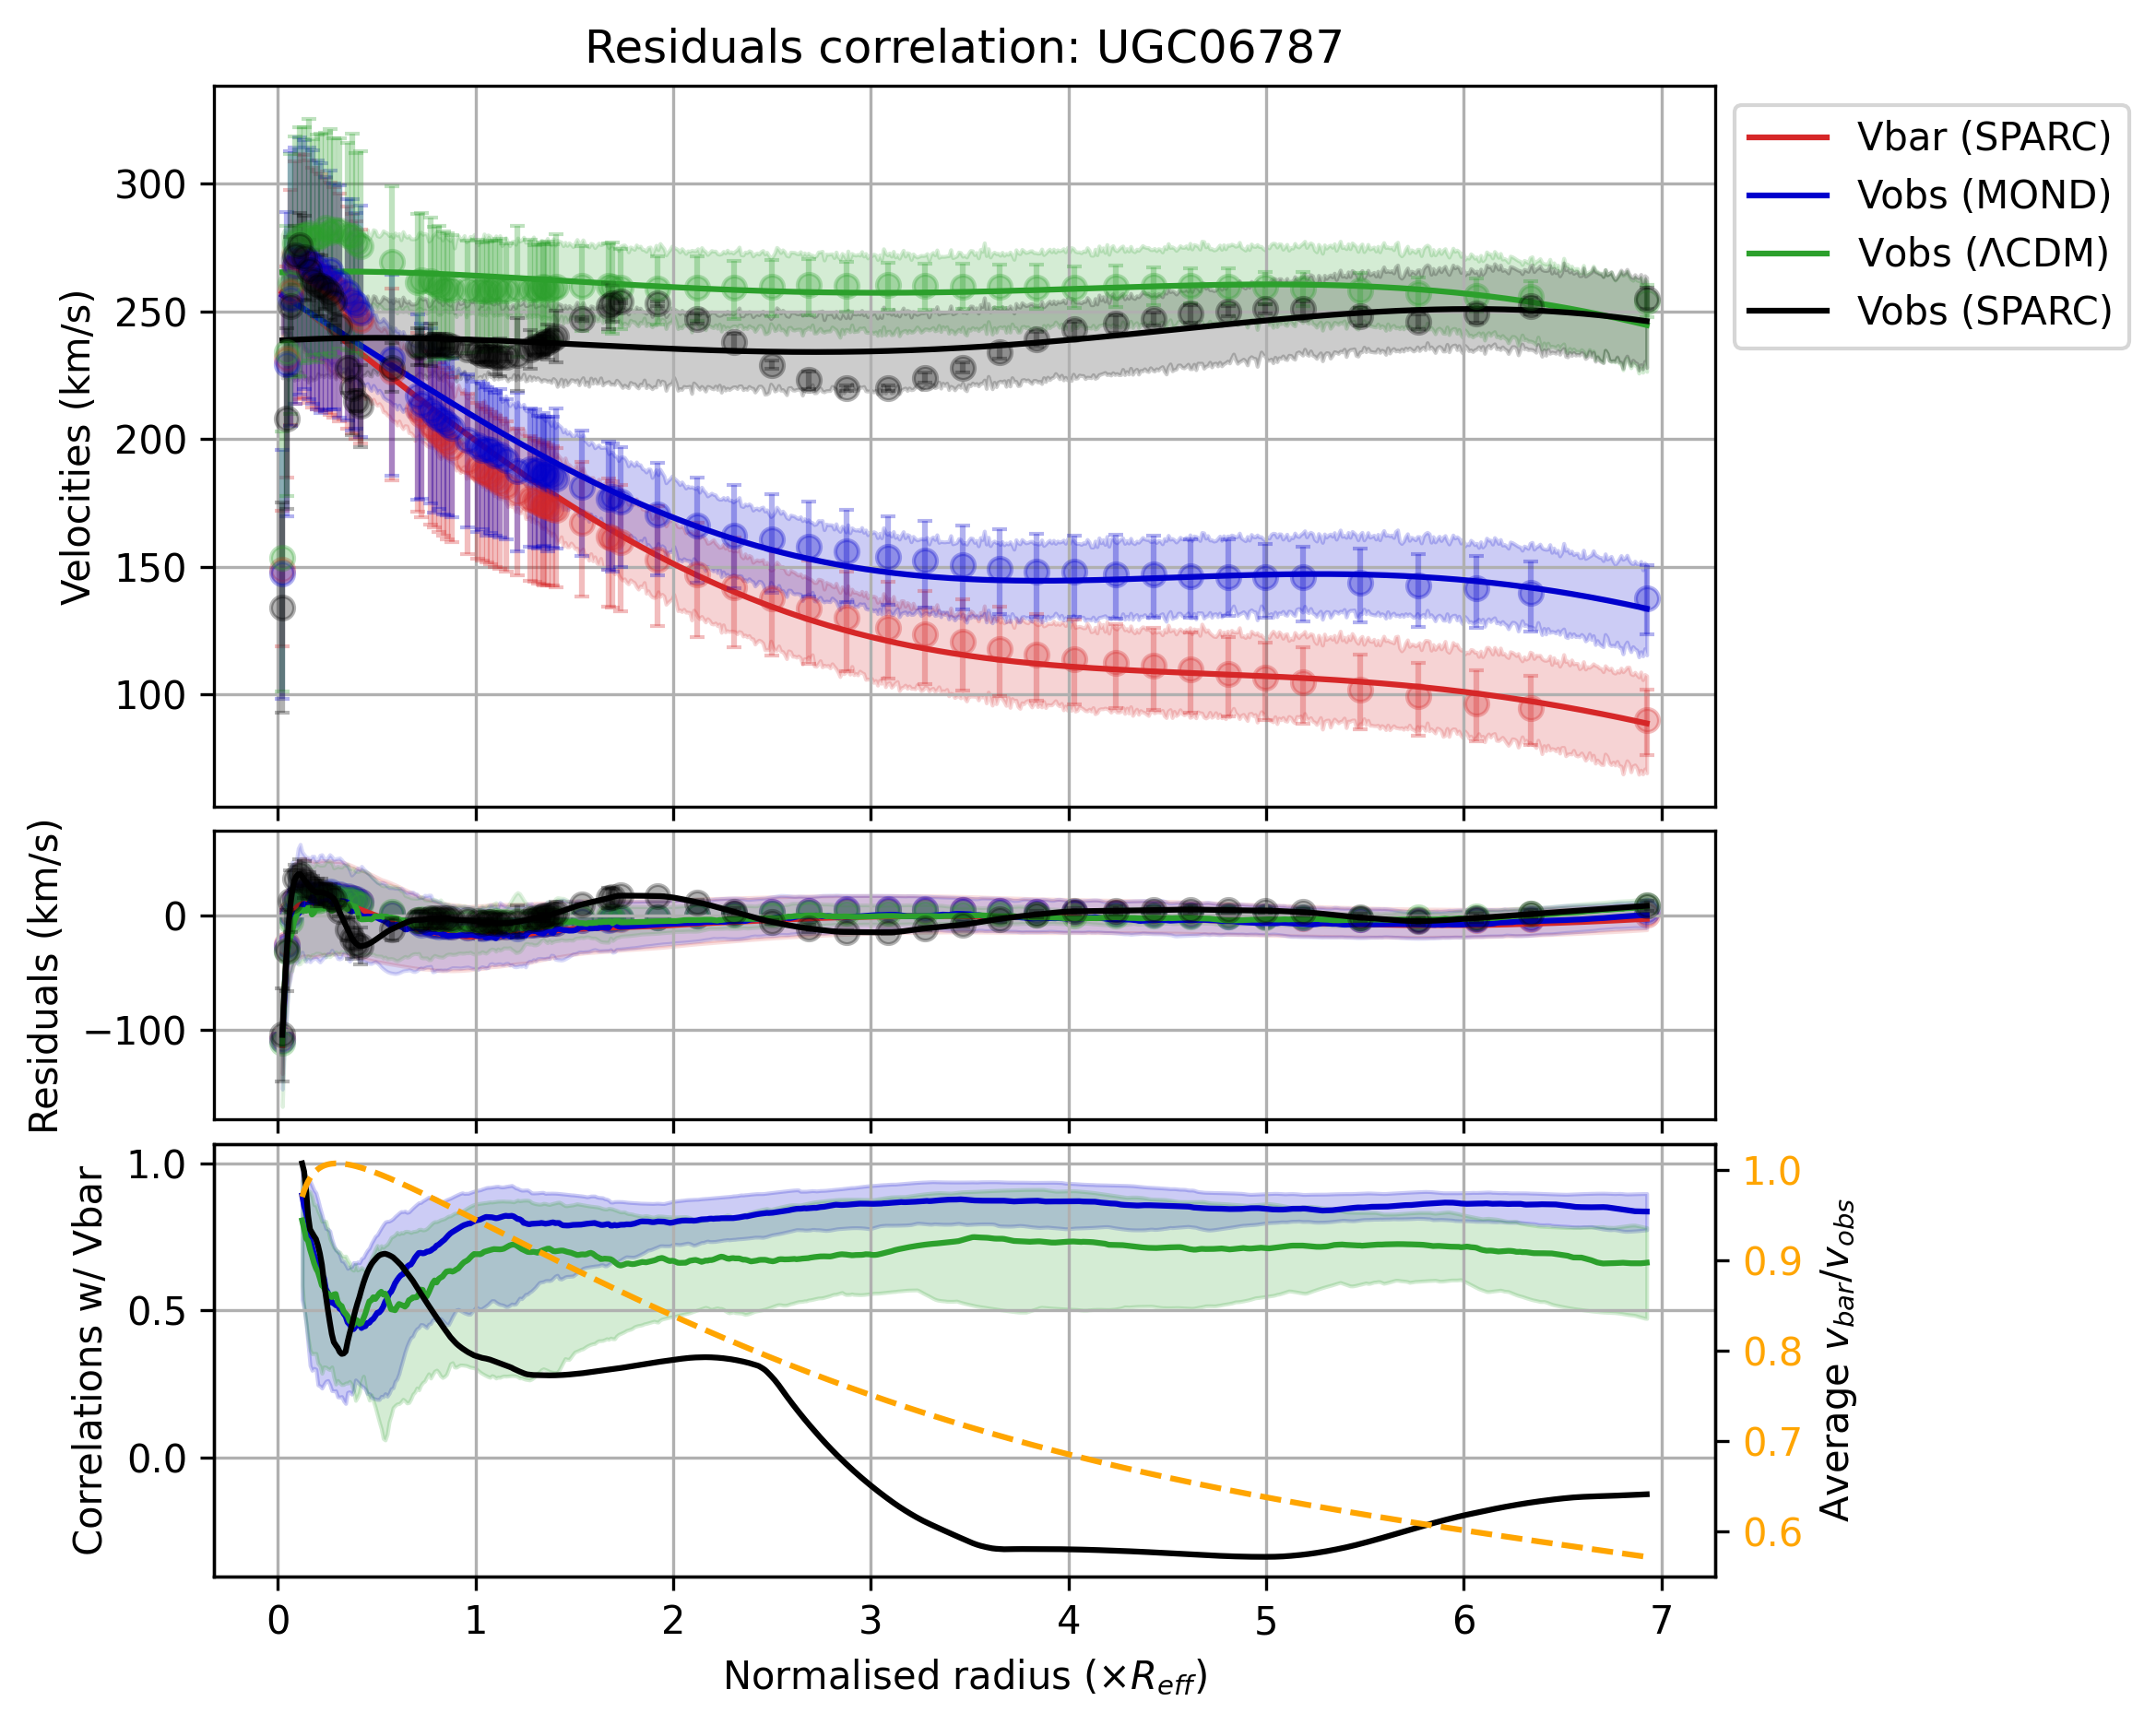 Residuals correlation: UGC06787
Velocities (km/s)
300
250
200
150
100
Vbar (SPARC)
Vobs (MOND)
Vobs (ΛCDM)
Vobs (SPARC)
Residuals (km/s)
0
−100
Correlations w/ Vbar
1.0
0.5
0.0
1.0
0.9
0.8
0.7
0.6
Average v_bar/v_obs
0 1 2 3 4 5 6 7
Normalised radius (×R_eff)